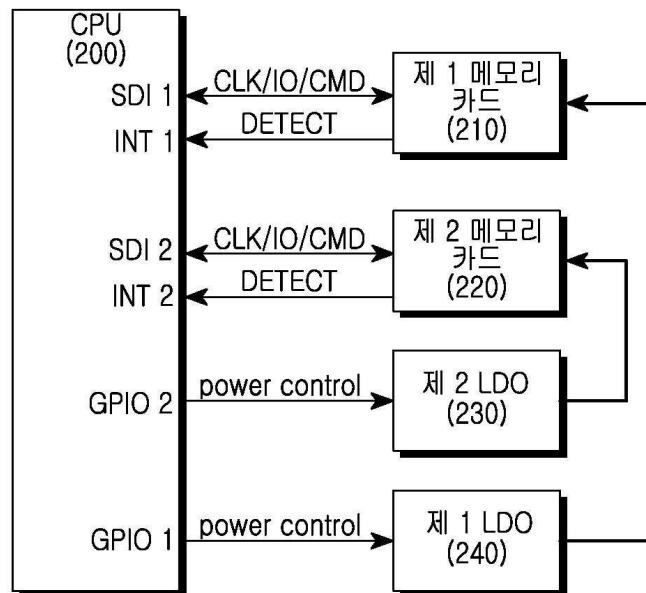 CPU
(200)
SDI 1
CLK/IO/CMD
제 1 메모리
카드
(210)
INT 1
DETECT
SDI 2
CLK/IO/CMD
제 2 메모리
카드
(220)
INT 2
DETECT
GPIO 2
power control
제 2 LDO
(230)
GPIO 1
power control
제 1 LDO
(240)